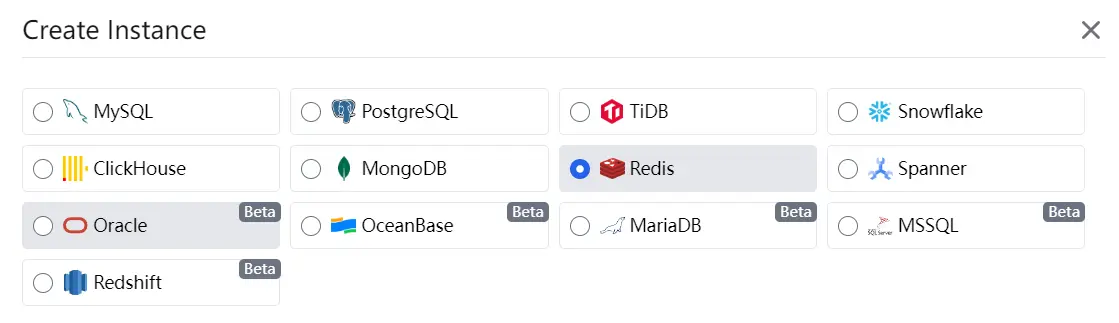 Create Instance
MySQL
PostgreSQL
TiDB
Snowflake
ClickHouse
MongoDB
Redis
Spanner
Oracle
Beta
OceanBase
Beta
MariaDB
Beta
SQL Server
MSSQL
Beta
Redshift
Beta